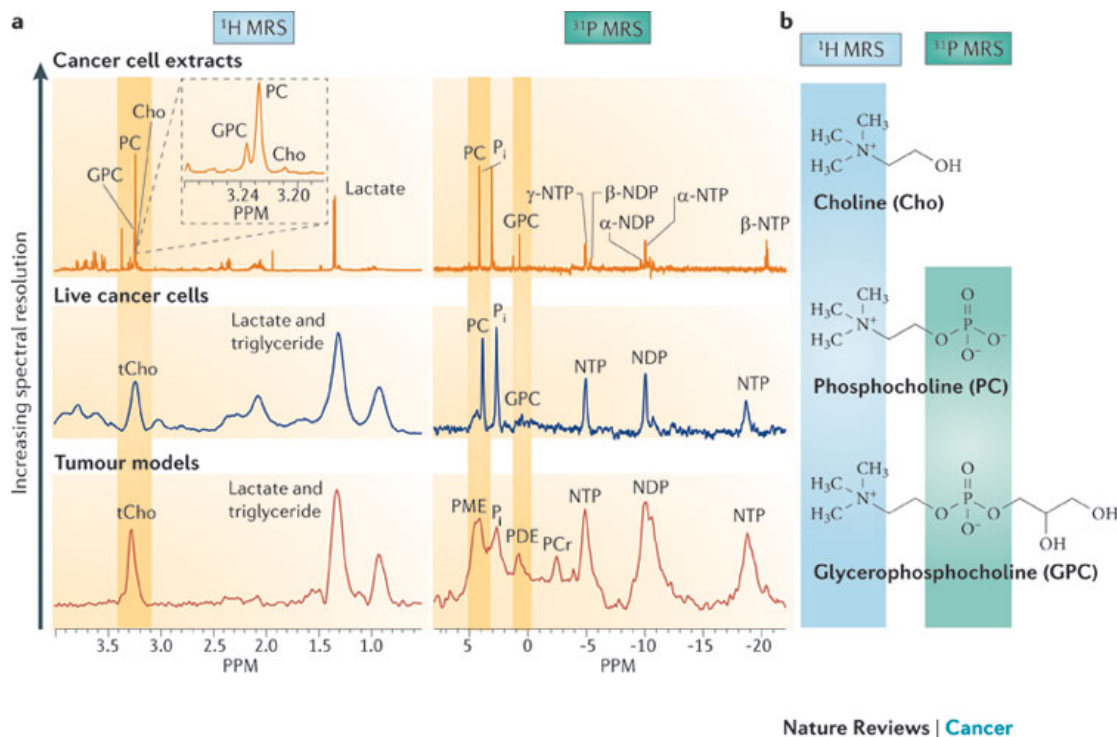 a
¹H MRS
³¹P MRS
b
¹H MRS
³¹P MRS
Increasing spectral resolution
Cancer cell extracts
GPC
PC
Cho
GPC
PC
Cho
3.24
3.20
PPM
Lactate
PC
Pᵢ
GPC
γ-NTP
β-NDP
α-NDP
α-NTP
β-NTP
Live cancer cells
tCho
Lactate and
triglyceride
PC
Pᵢ
GPC
NTP
NDP
NTP
Tumour models
tCho
Lactate and
triglyceride
PME
Pᵢ
PDE
PCr
NTP
NDP
NTP
3.5
3.0
2.5
2.0
1.5
1.0
PPM
5
0
-5
-10
-15
-20
PPM
CH₃
H₃C
N⁺
H₃C
OH
Choline (Cho)
CH₃
O
H₃C
N⁺
P
H₃C
O
O⁻
O⁻
Phosphocholine (PC)
CH₃
O
H₃C
N⁺
P
H₃C
O
O
OH
O⁻
OH
Glycerophosphocholine (GPC)
Nature Reviews | Cancer